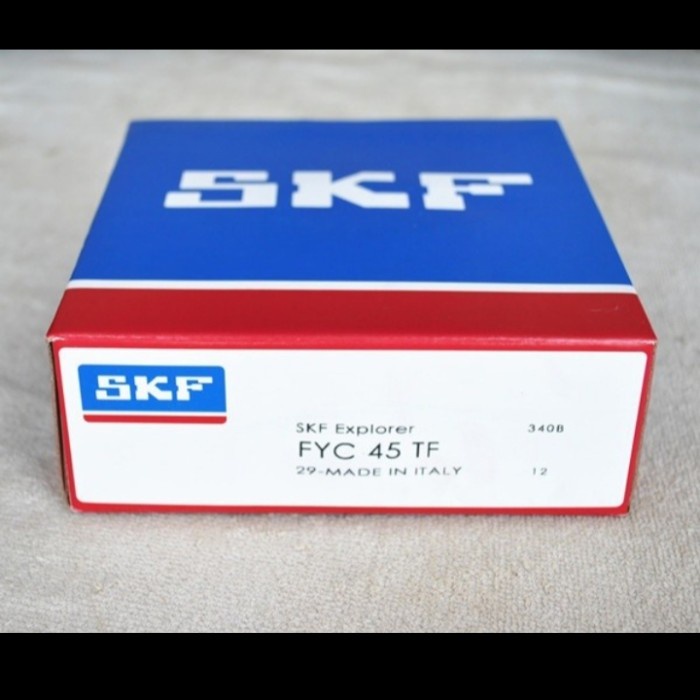 SKF
SKF
SKF Explorer 340B
FYC 45 TF
29-MADE IN ITALY 12